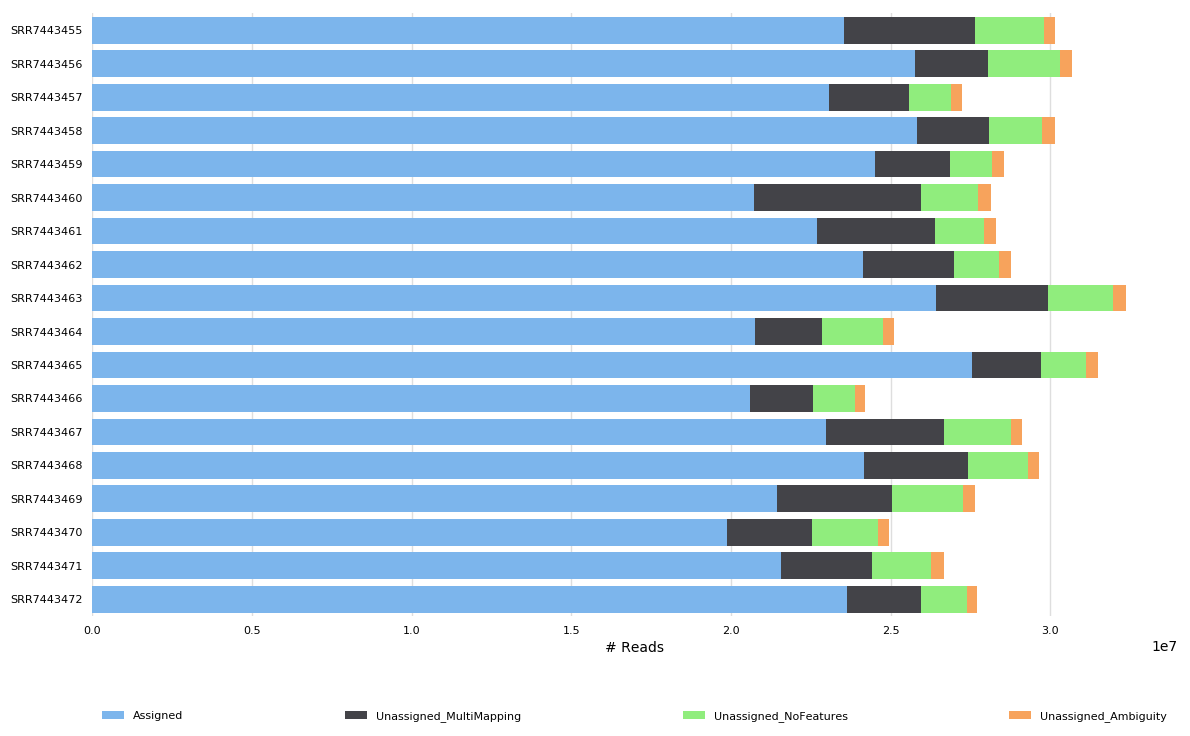 SRR7443455
SRR7443456
SRR7443457
SRR7443458
SRR7443459
SRR7443460
SRR7443461
SRR7443462
SRR7443463
SRR7443464
SRR7443465
SRR7443466
SRR7443467
SRR7443468
SRR7443469
SRR7443470
SRR7443471
SRR7443472
0.0 0.5 1.0 1.5 2.0 2.5 3.0
# Reads 1e7
Assigned Unassigned_MultiMapping Unassigned_NoFeatures Unassigned_Ambiguity